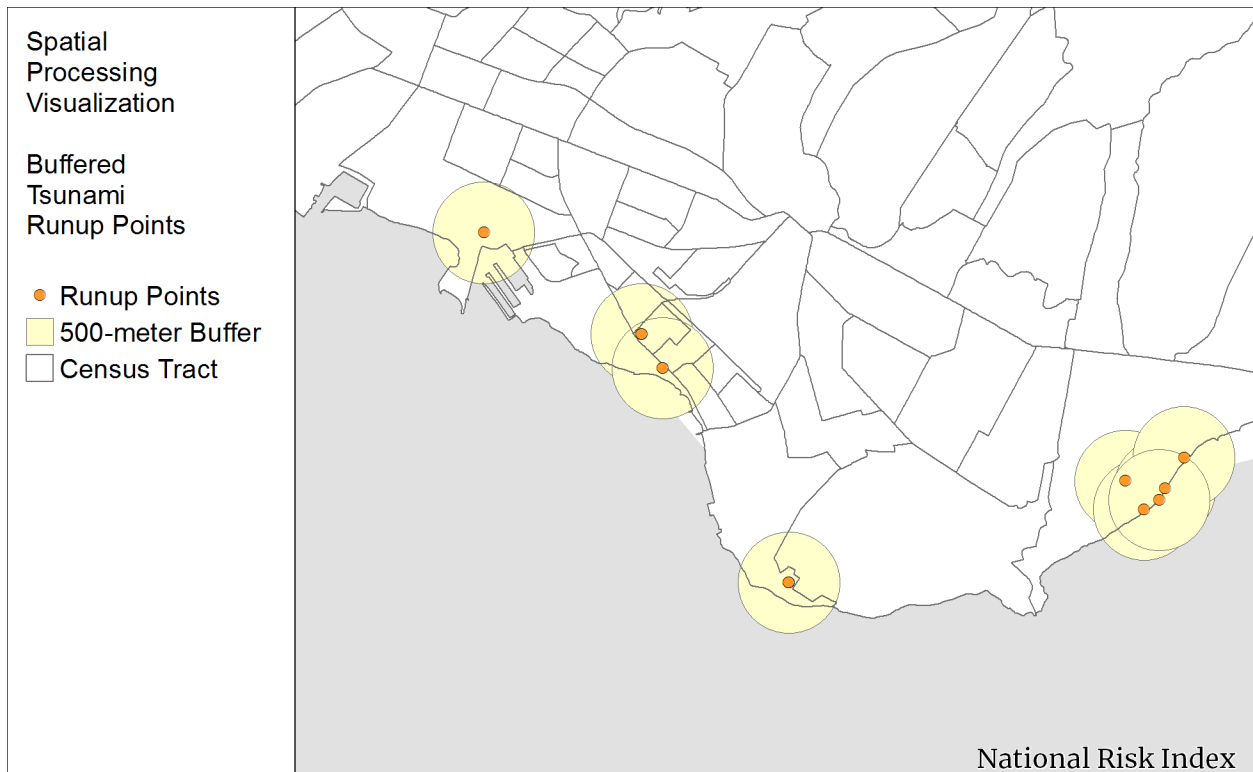 Spatial
Processing
Visualization
Buffered
Tsunami
Runup Points
Runup Points
500-meter Buffer
Census Tract
National Risk Index